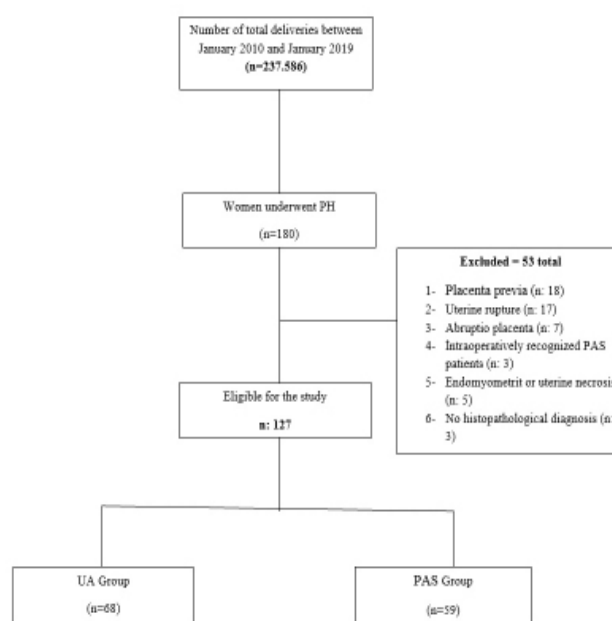 Number of total deliveries between
January 2010 and January 2019
(n=237.586)
Women underwent PH
(n=180)
Excluded = 53 total
1- Placenta previa (n: 18)
2- Uterine rupture (n: 17)
3- Abruptio placenta (n: 7)
4- Intraoperatively recognized PAS
patients (n: 3)
5- Endomyometrit or uterine necrosis
(n: 5)
6- No histopathological diagnosis (n:
3)
Eligible for the study
n: 127
UA Group
(n=68)
PAS Group
(n=59)